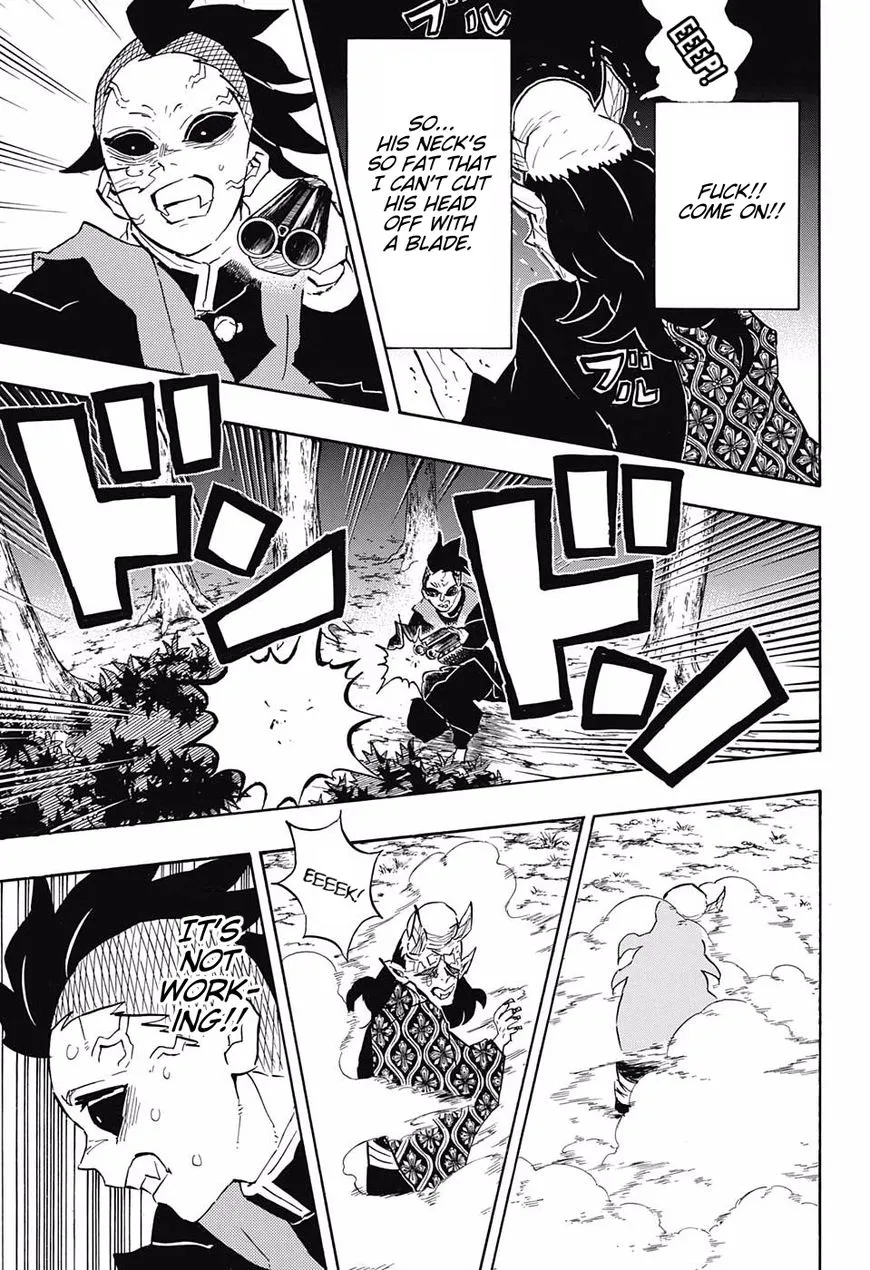 EEEP!
FUCK!!
COME ON!!
SO...
HIS NECK'S
SO FAT THAT
I CAN'T CUT
HIS HEAD
OFF WITH
A BLADE.
ブル
ブル
ドン
ドン
EEEEK!
IT'S
NOT
WORK-
ING!!